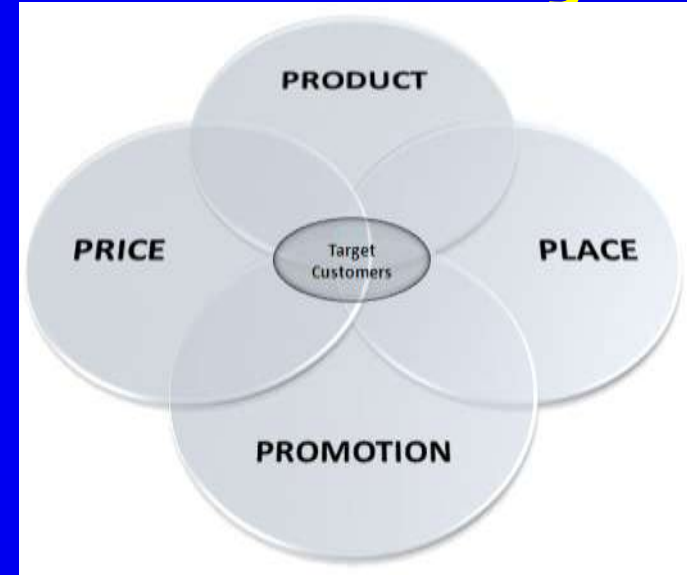 PRODUCT
PRICE
Target
Customers
PLACE
PROMOTION